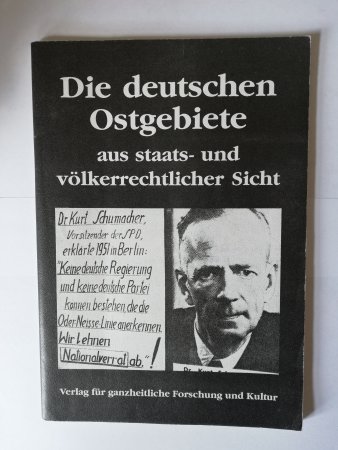 Die deutschen
Ostgebiete
aus staats- und
völkerrechtlicher Sicht
Dr. Kurt Schumacher,
Vorsitzender der SPD,
erklärte 1951 in Berlin:
"Keine deutsche Regierung
und keine deutsche Partei
können bestehen, die die
Oder-Neisse-Linie anerkennen.
Wir lehnen
Nationalverrat ab."!
Dr. Kurt
Verlag für ganzheitliche Forschung und Kultur